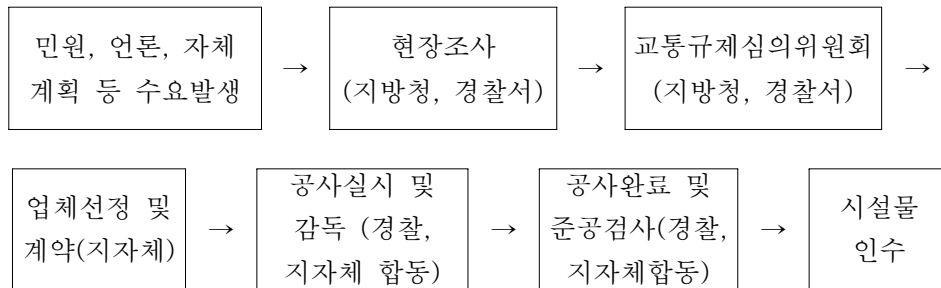 민원, 언론, 자체
계획 등 수요발생
→
현장조사
(지방청, 경찰서)
→
교통규제심의위원회
(지방청, 경찰서)
→
업체선정 및
계약(지자체)
→
공사실시 및
감독 (경찰,
지자체 합동)
→
공사완료 및
준공검사(경찰,
지자체합동)
→
시설물
인수